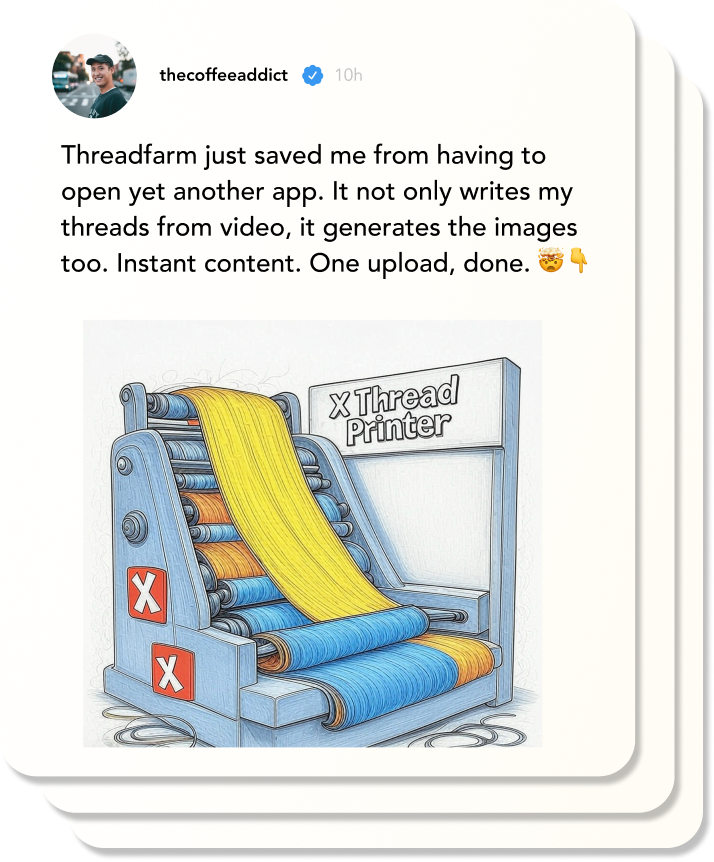 thecoffeeaddict 10h
Threadfarm just saved me from having to
open yet another app. It not only writes my
threads from video, it generates the images
too. Instant content. One upload, done. 🤯👇
X Thread
Printer
X
X